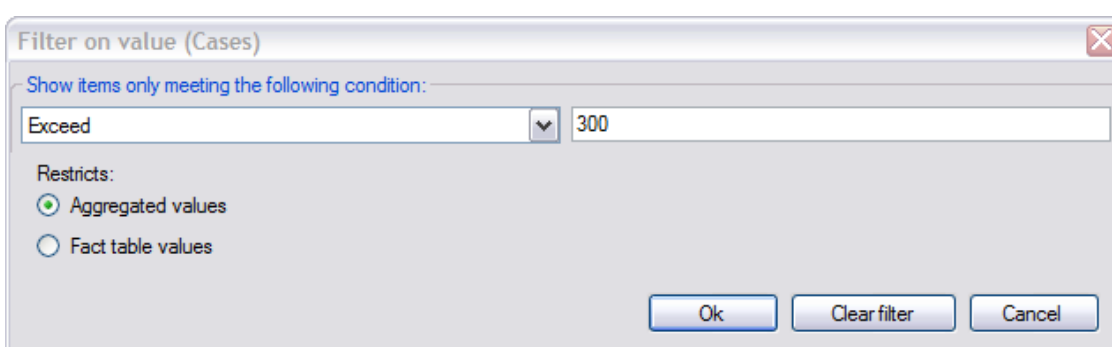 Filter on value (Cases)
Show items only meeting the following condition:
Exceed 300
Restricts:
Aggregated values
Fact table values
Ok Clear filter Cancel